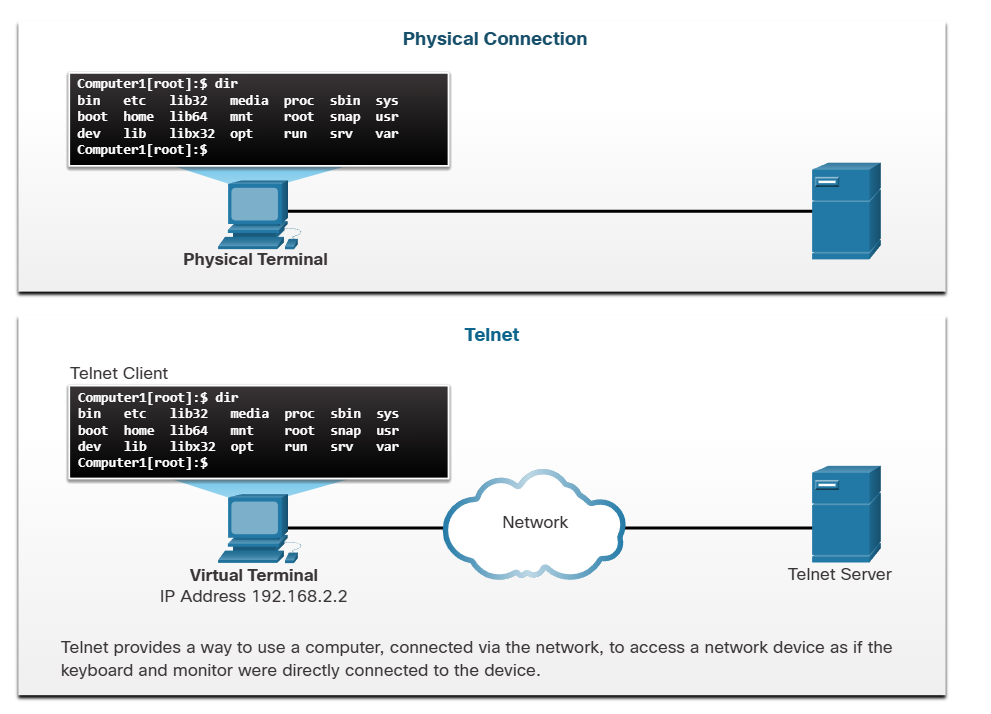 Physical Connection
Computer1[root]:$ dir
bin etc lib32 media proc sbin sys
boot home lib64 mnt root snap usr
dev lib libx32 opt run srv var
Computer1[root]:$
Physical Terminal
Telnet
Telnet Client
Computer1[root]:$ dir
bin etc lib32 media proc sbin sys
boot home lib64 mnt root snap usr
dev lib libx32 opt run srv var
Computer1[root]:$
Network
Virtual Terminal
IP Address 192.168.2.2
Telnet Server
Telnet provides a way to use a computer, connected via the network, to access a network device as if the
keyboard and monitor were directly connected to the device.